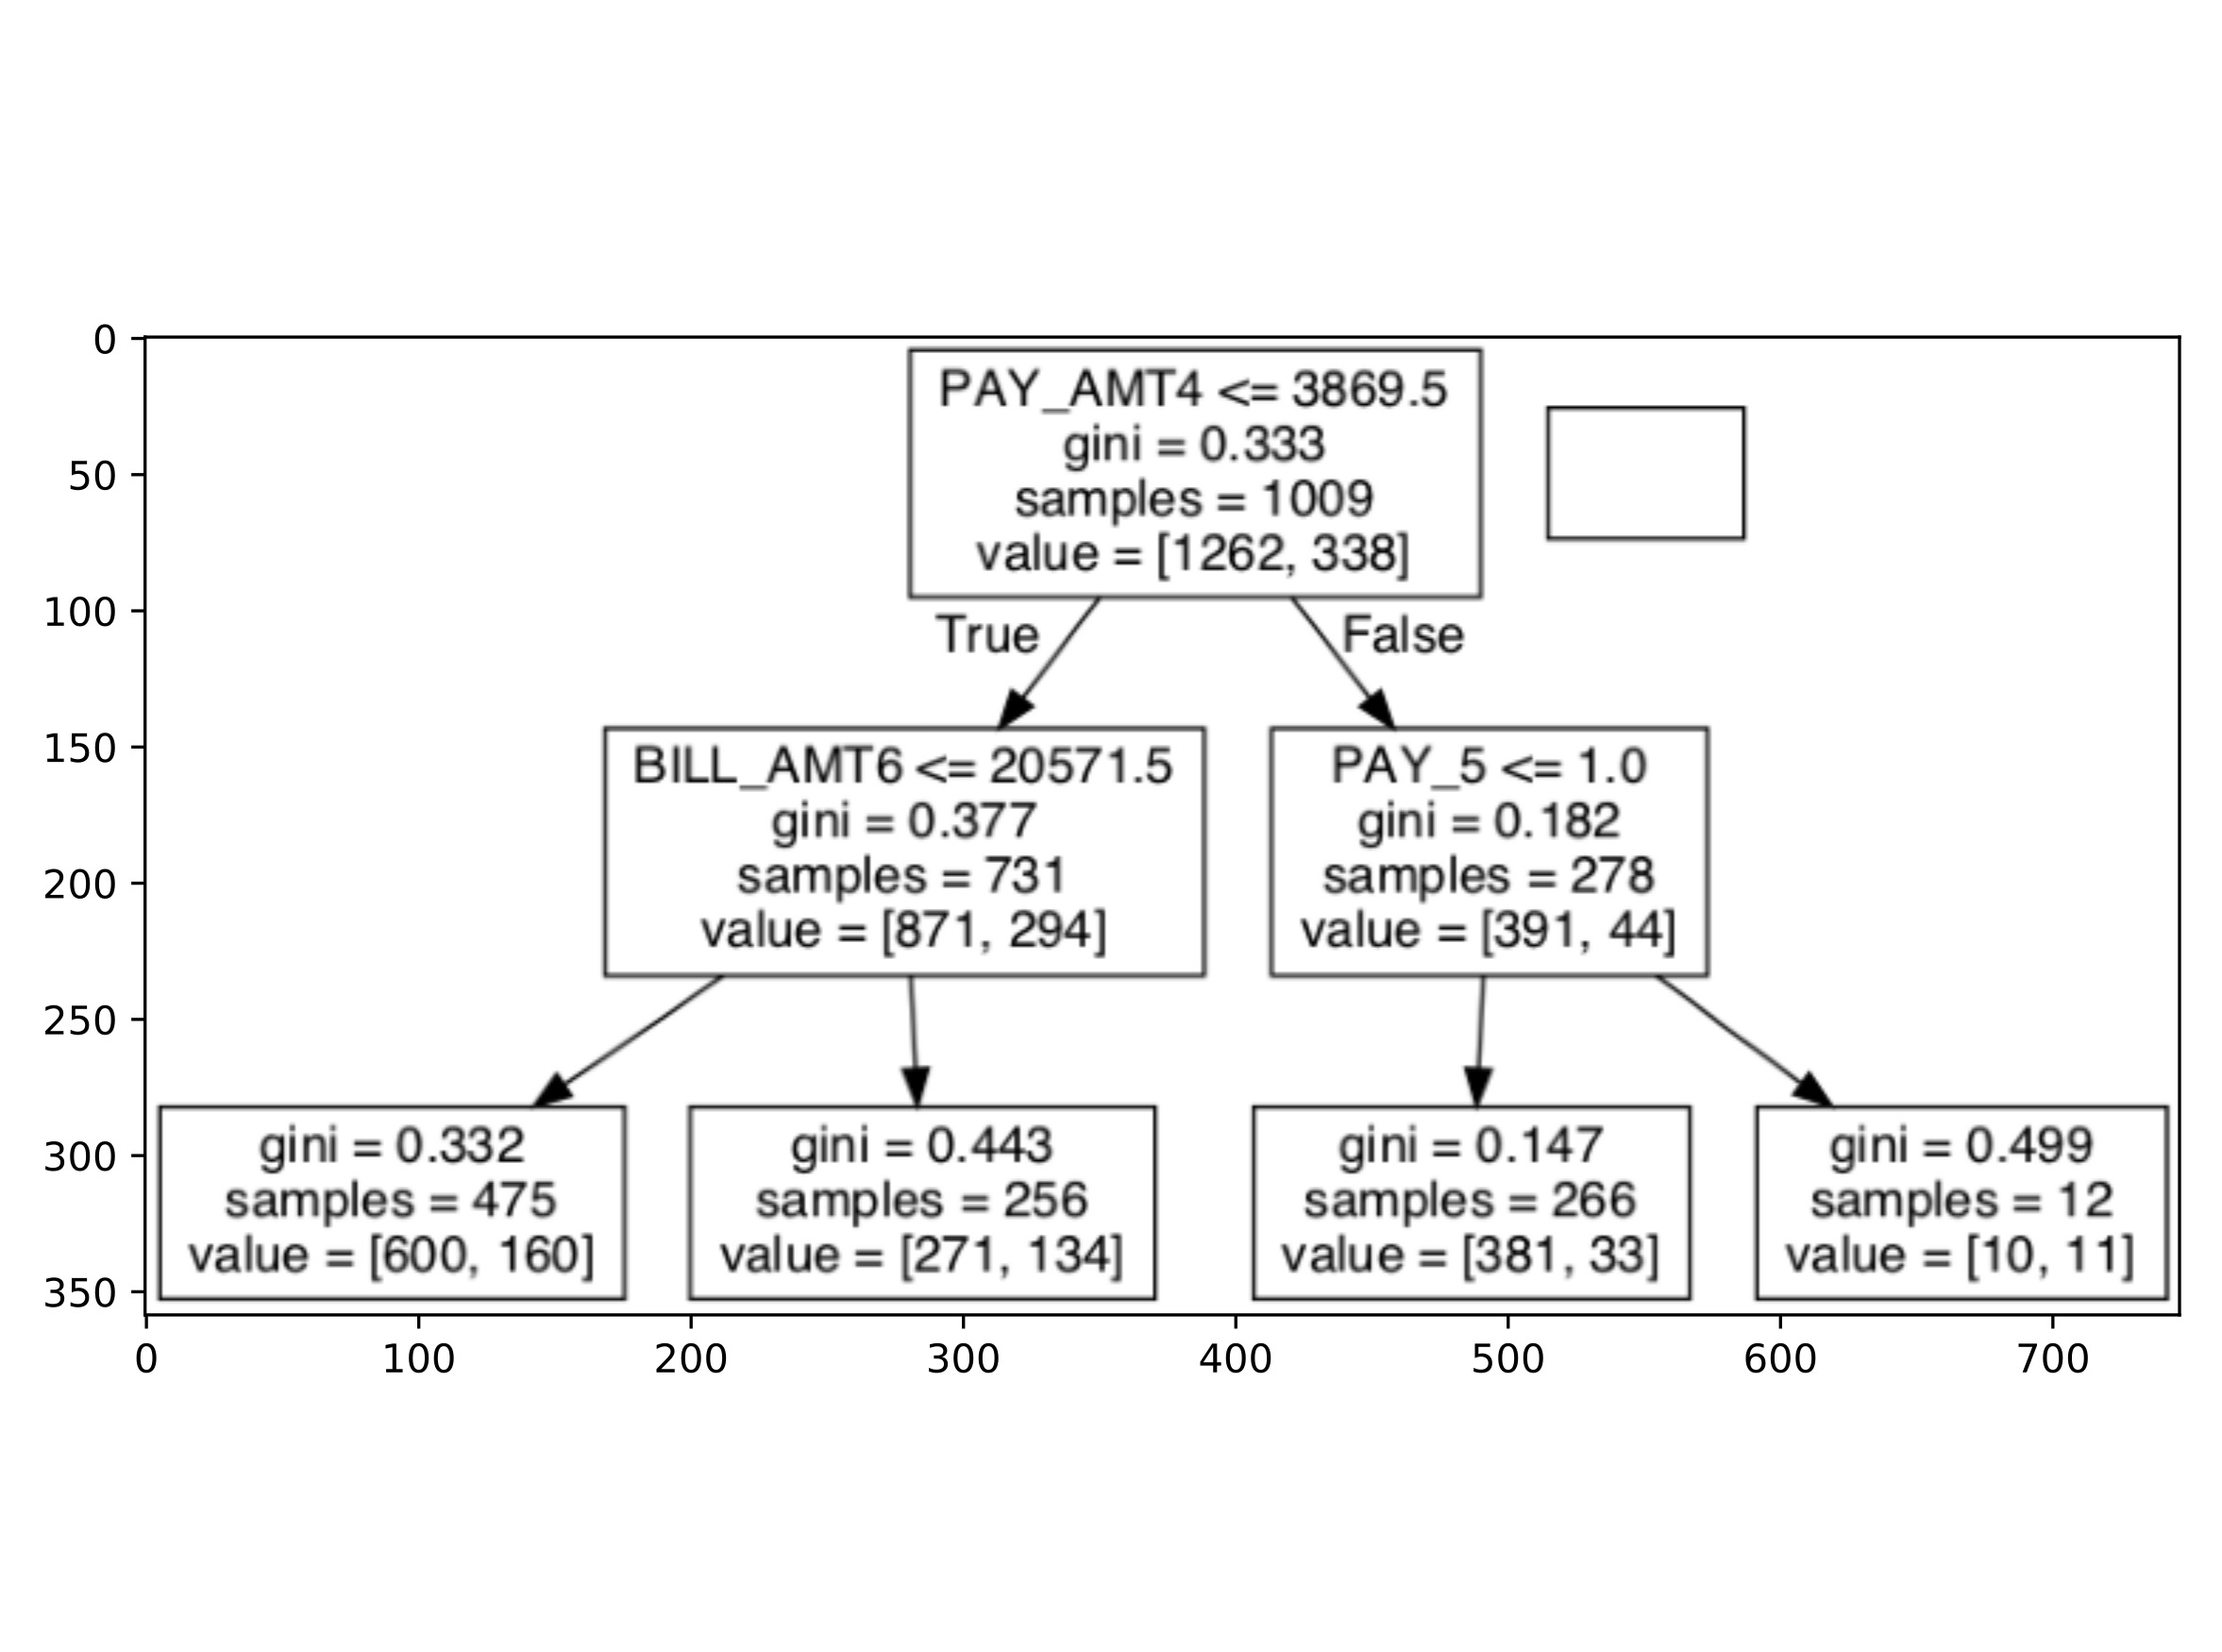 0
50
100
150
200
250
300
350
PAY_AMT4 <= 3869.5
gini = 0.333
samples = 1009
value = [1262, 338]
True
False
BILL_AMT6 <= 20571.5
gini = 0.377
samples = 731
value = [871, 294]
PAY_5 <= 1.0
gini = 0.182
samples = 278
value = [391, 44]
gini = 0.332
samples = 475
value = [600, 160]
gini = 0.443
samples = 256
value = [271, 134]
gini = 0.147
samples = 266
value = [381, 33]
gini = 0.499
samples = 12
value = [10, 11]
0 100 200 300 400 500 600 700